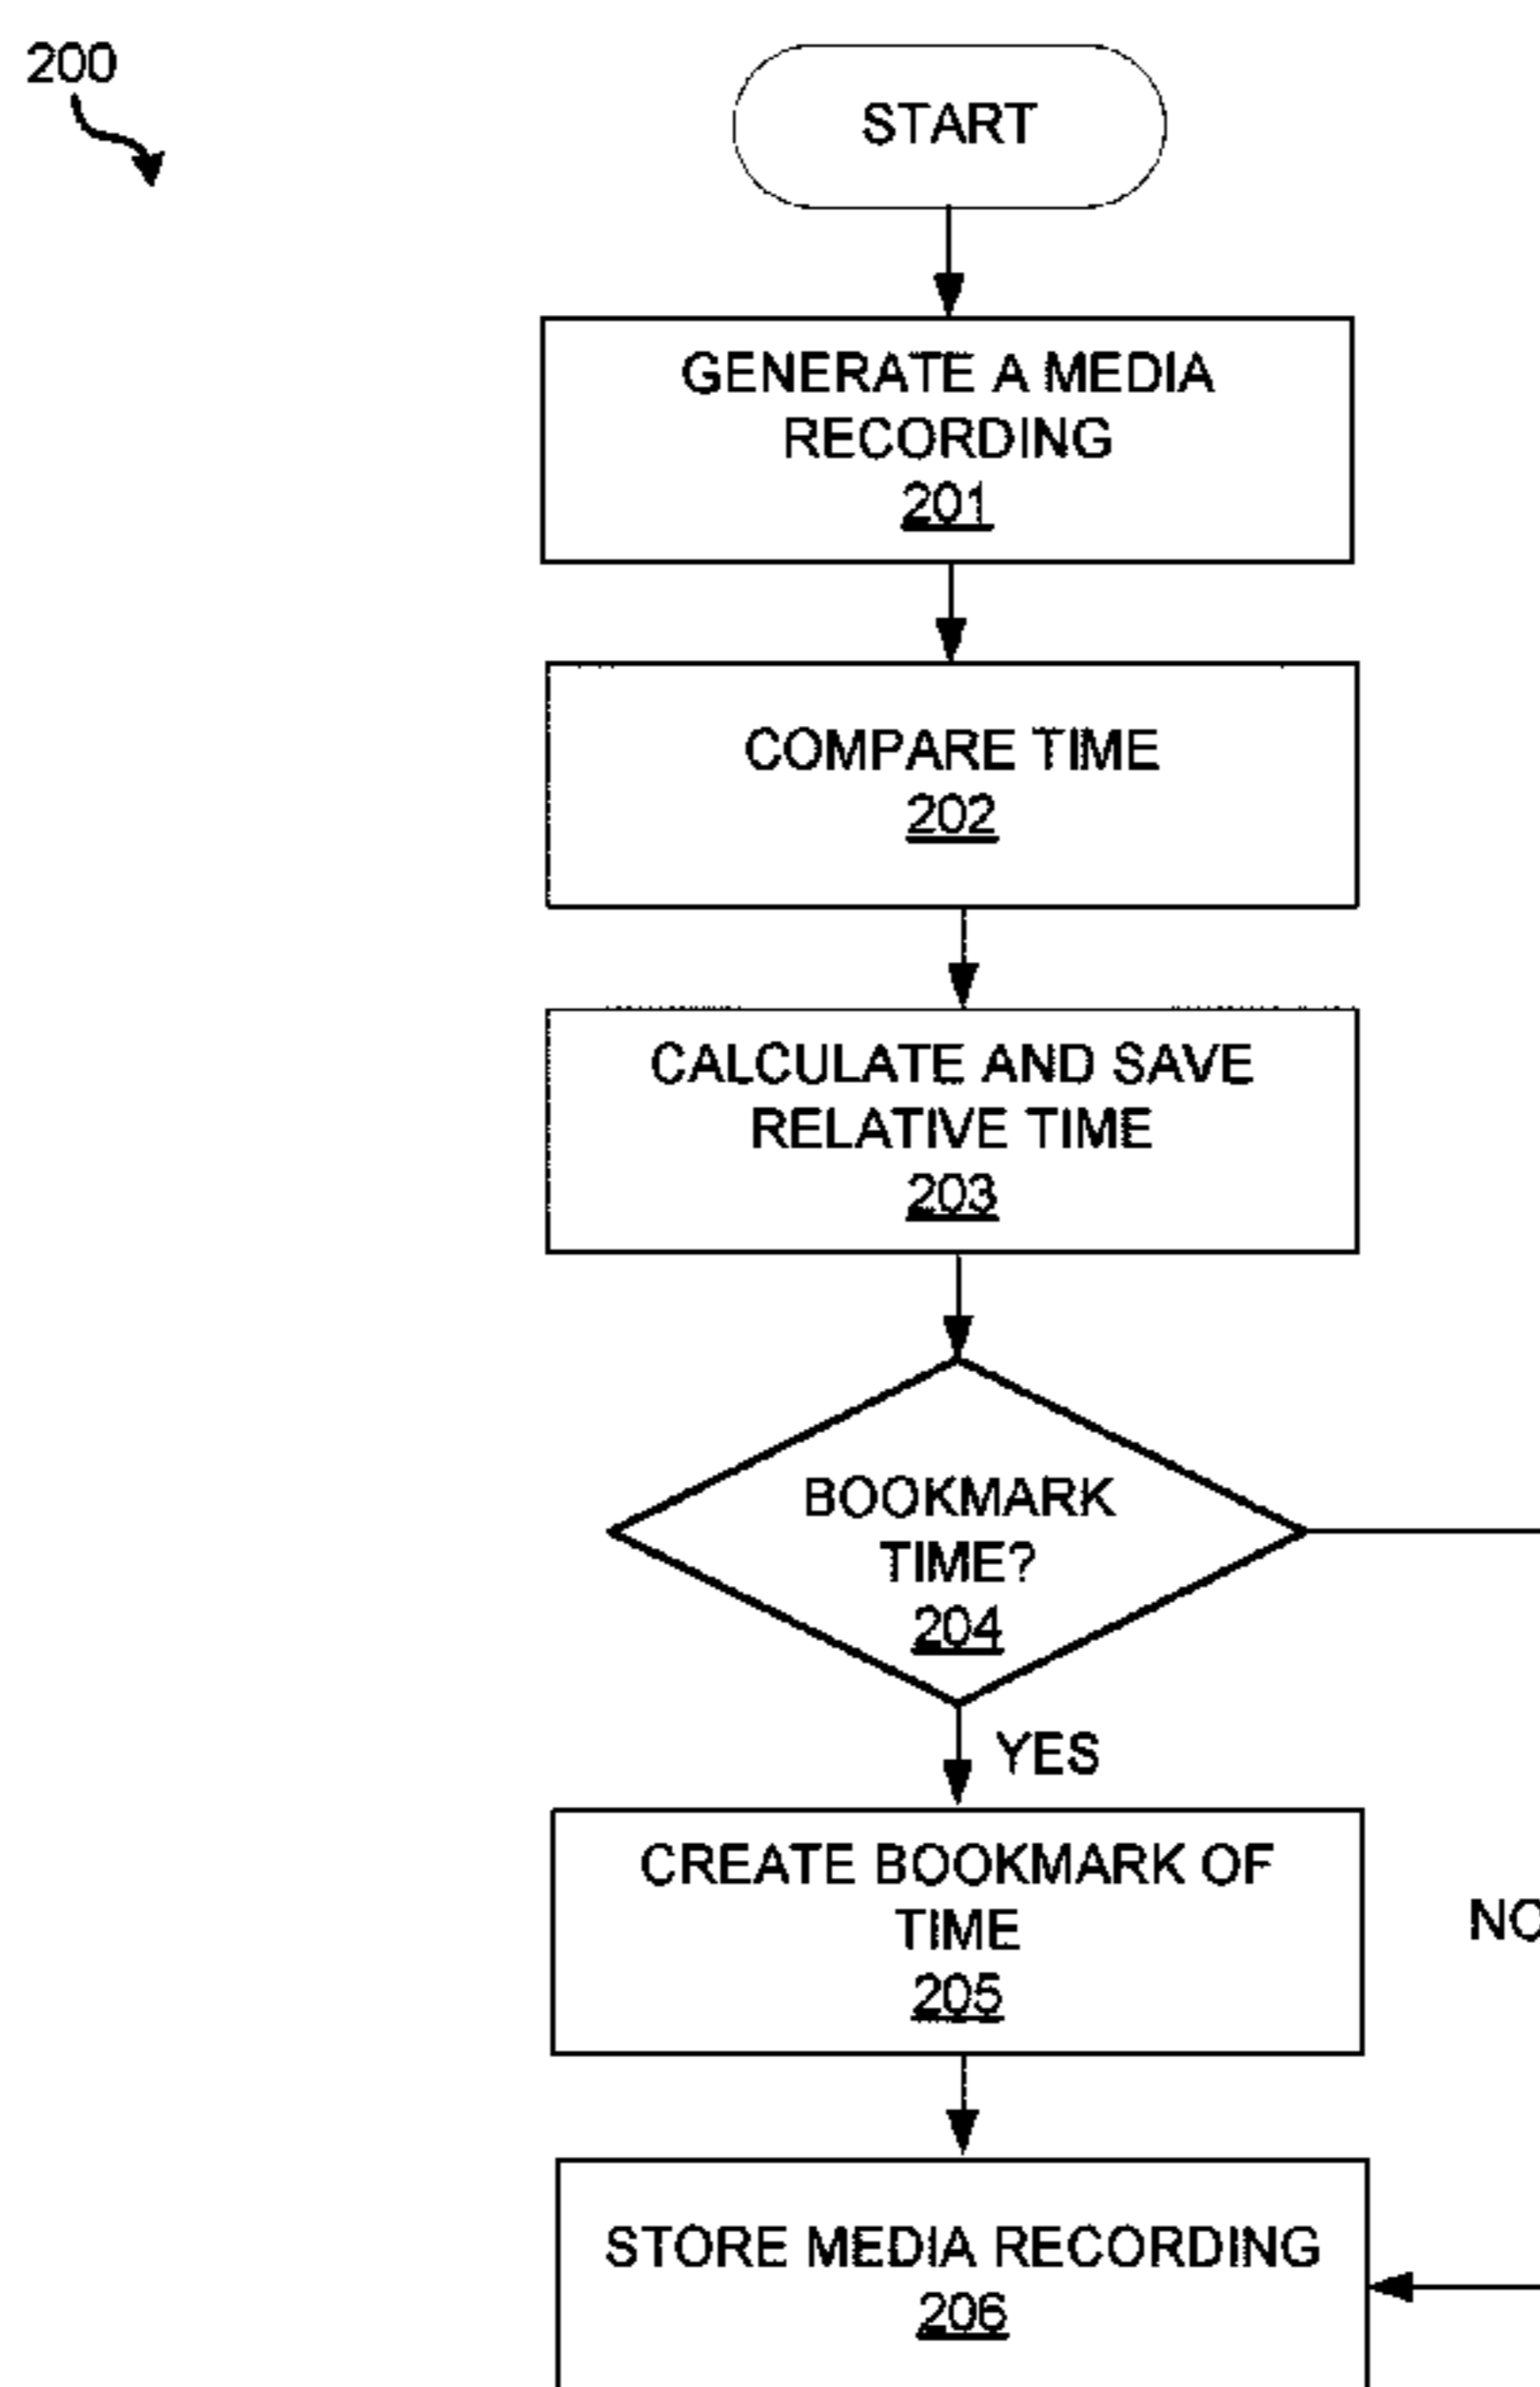 200
START
GENERATE A MEDIA
RECORDING
201
COMPARE TIME
202
CALCULATE AND SAVE
RELATIVE TIME
203
BOOKMARK
TIME?
204
YES
CREATE BOOKMARK OF
TIME
205
NO
STORE MEDIA RECORDING
206